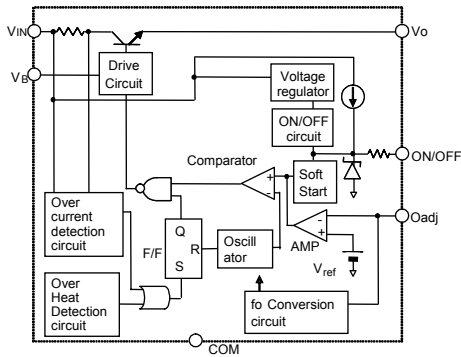 VIN
Vo
VB
Drive
Circuit
Voltage
regulator
ON/OFF
circuit
ON/OFF
Comparator
+
-
Soft
Start
Over
current
detection
circuit
Q
F/F
R
S
Oscill
ator
-
+
AMP
Oadj
Vref
Over
Heat
Detection
circuit
fo Conversion
circuit
COM